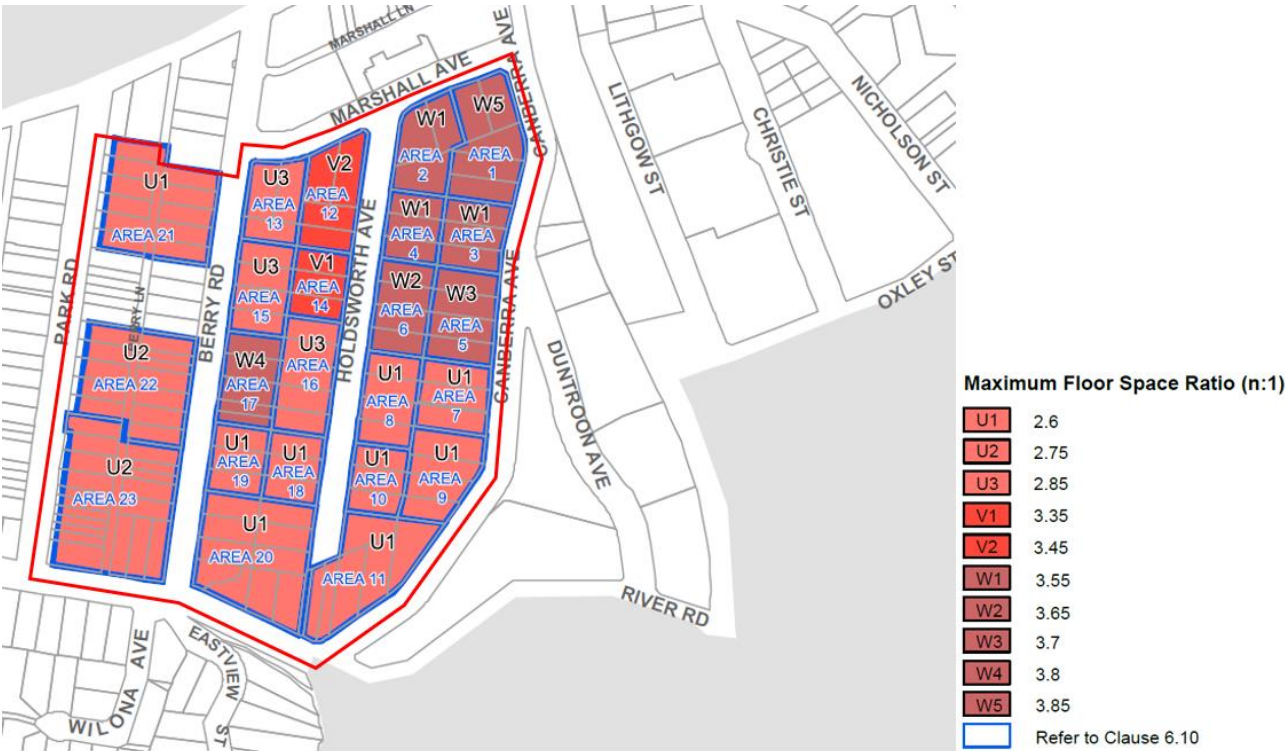 MARSHALL LN
MARSHALL AVE
CANBERRA AVE
CANBERRA AVE
LITHGOW ST
CHRISTIE ST
NICHOLSON ST
OXLEY ST
W1
AREA
2
W5
AREA
1
U1
AREA 21
U3
AREA
13
V2
AREA
12
W1
AREA
4
W1
AREA
3
PARK RD
BERRY RD
HOLDSWORTH AVE
CANBERRA AVE
DUNTROON AVE
U3
AREA
15
V1
AREA
14
W2
AREA
6
W3
AREA
5
U2
AREA 22
W4
AREA
17
U3
AREA
16
U1
AREA
8
U1
AREA
7
U2
AREA 23
U1
AREA
19
U1
AREA
18
U1
AREA
10
U1
AREA
9
U1
AREA 20
U1
AREA 11
RIVER RD
WILONA AVE
EASTVIEW ST
Maximum Floor Space Ratio (n:1)
U1 2.6
U2 2.75
U3 2.85
V1 3.35
V2 3.45
W1 3.55
W2 3.65
W3 3.7
W4 3.8
W5 3.85
Refer to Clause 6.10